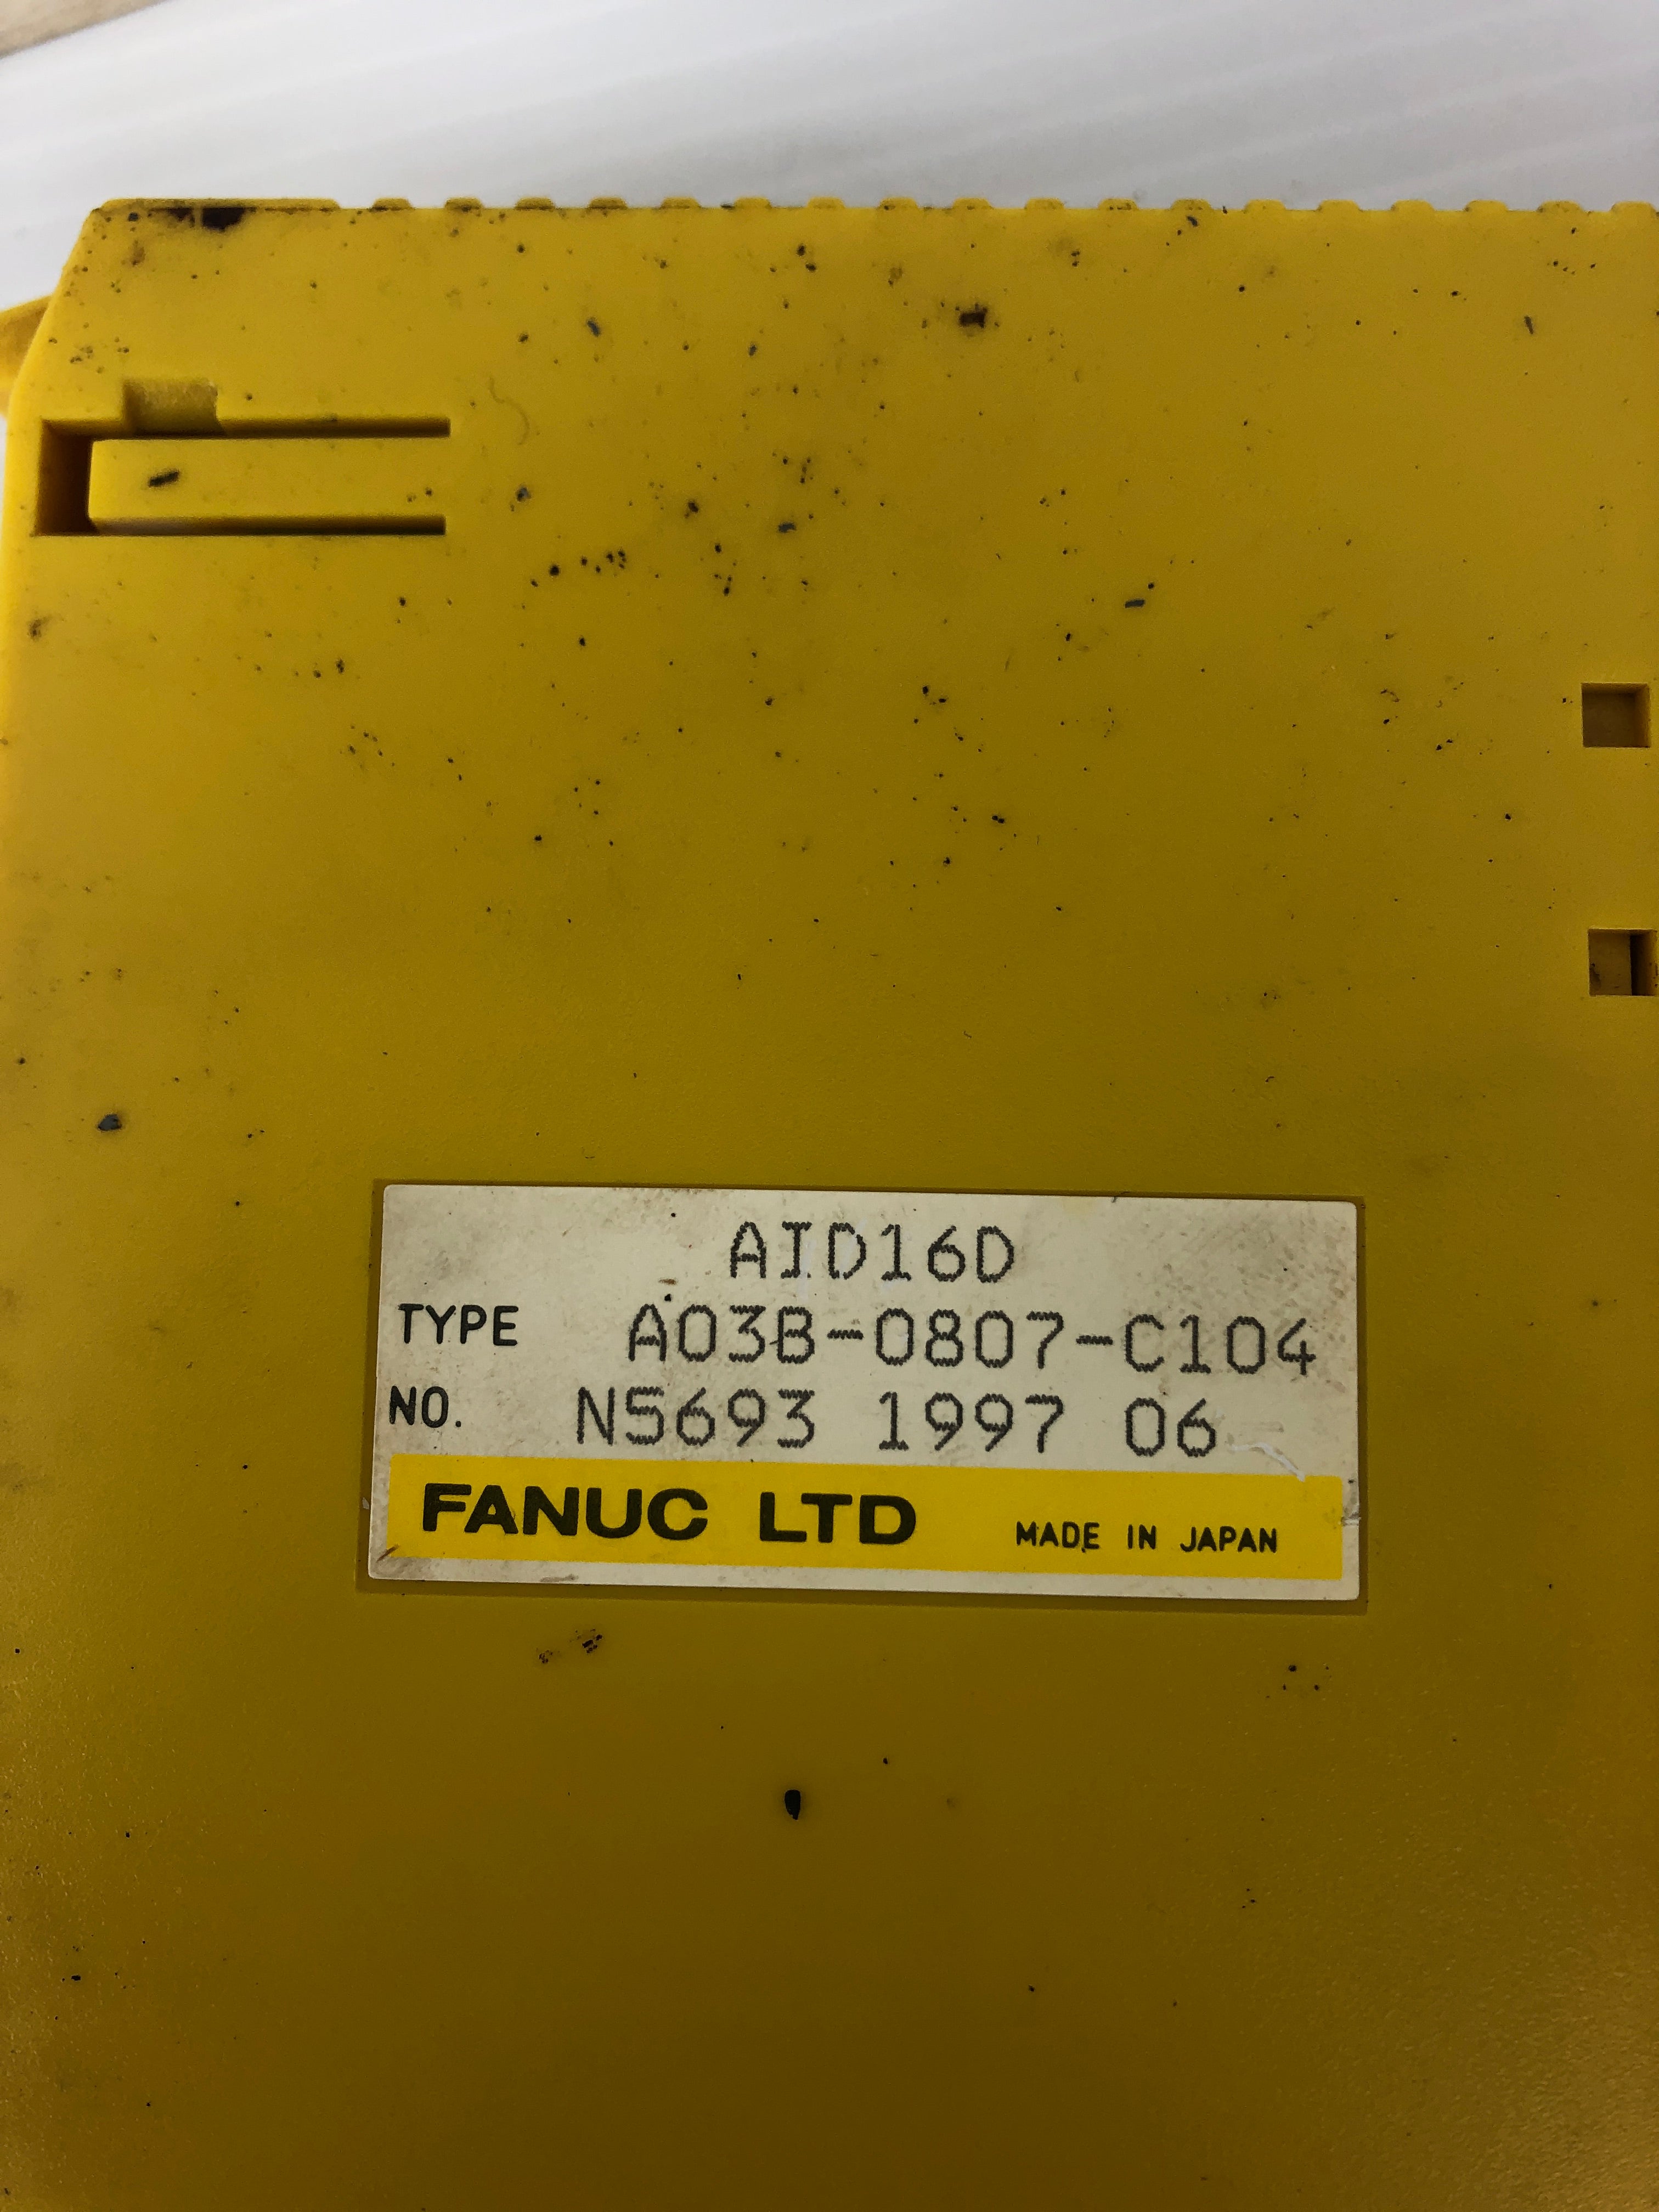 AID16D
TYPE A03B-0807-C104
NO. N5693 1997 06
FANUC LTD MADE IN JAPAN